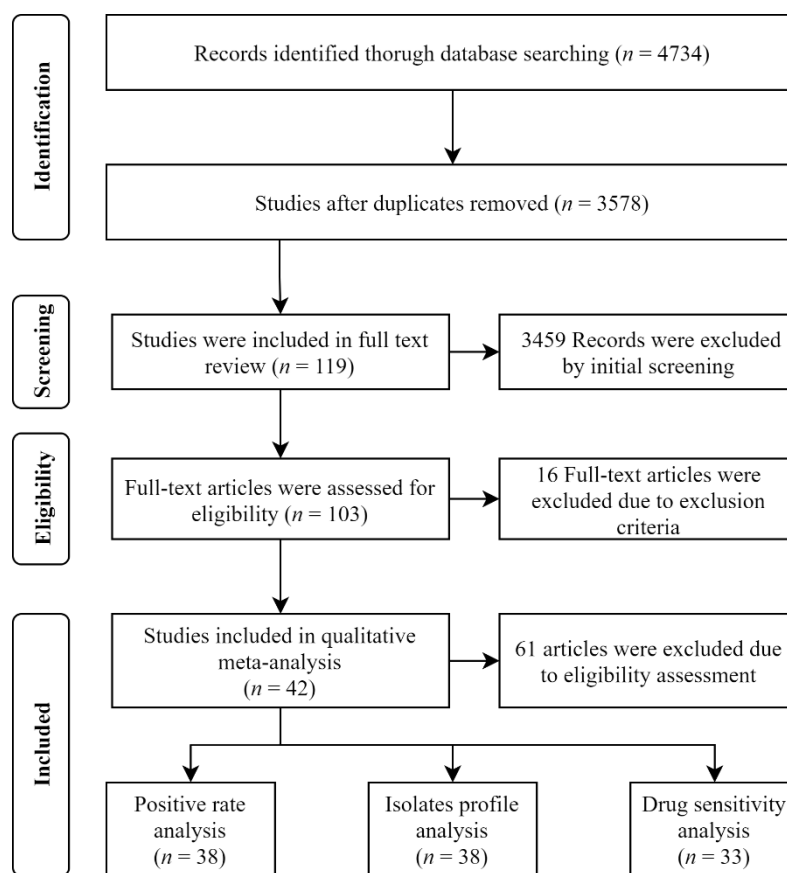 Identification
Records identified thorugh database searching (n = 4734)
Studies after duplicates removed (n = 3578)
Screening
Studies were included in full text
review (n = 119)
3459 Records were excluded
by initial screening
Eligibility
Full-text articles were assessed for
eligibility (n = 103)
16 Full-text articles were
excluded due to exclusion
criteria
Included
Studies included in qualitative
meta-analysis
(n = 42)
61 articles were excluded due
to eligibility assessment
Positive rate
analysis
(n = 38)
Isolates profile
analysis
(n = 38)
Drug sensitivity
analysis
(n = 33)